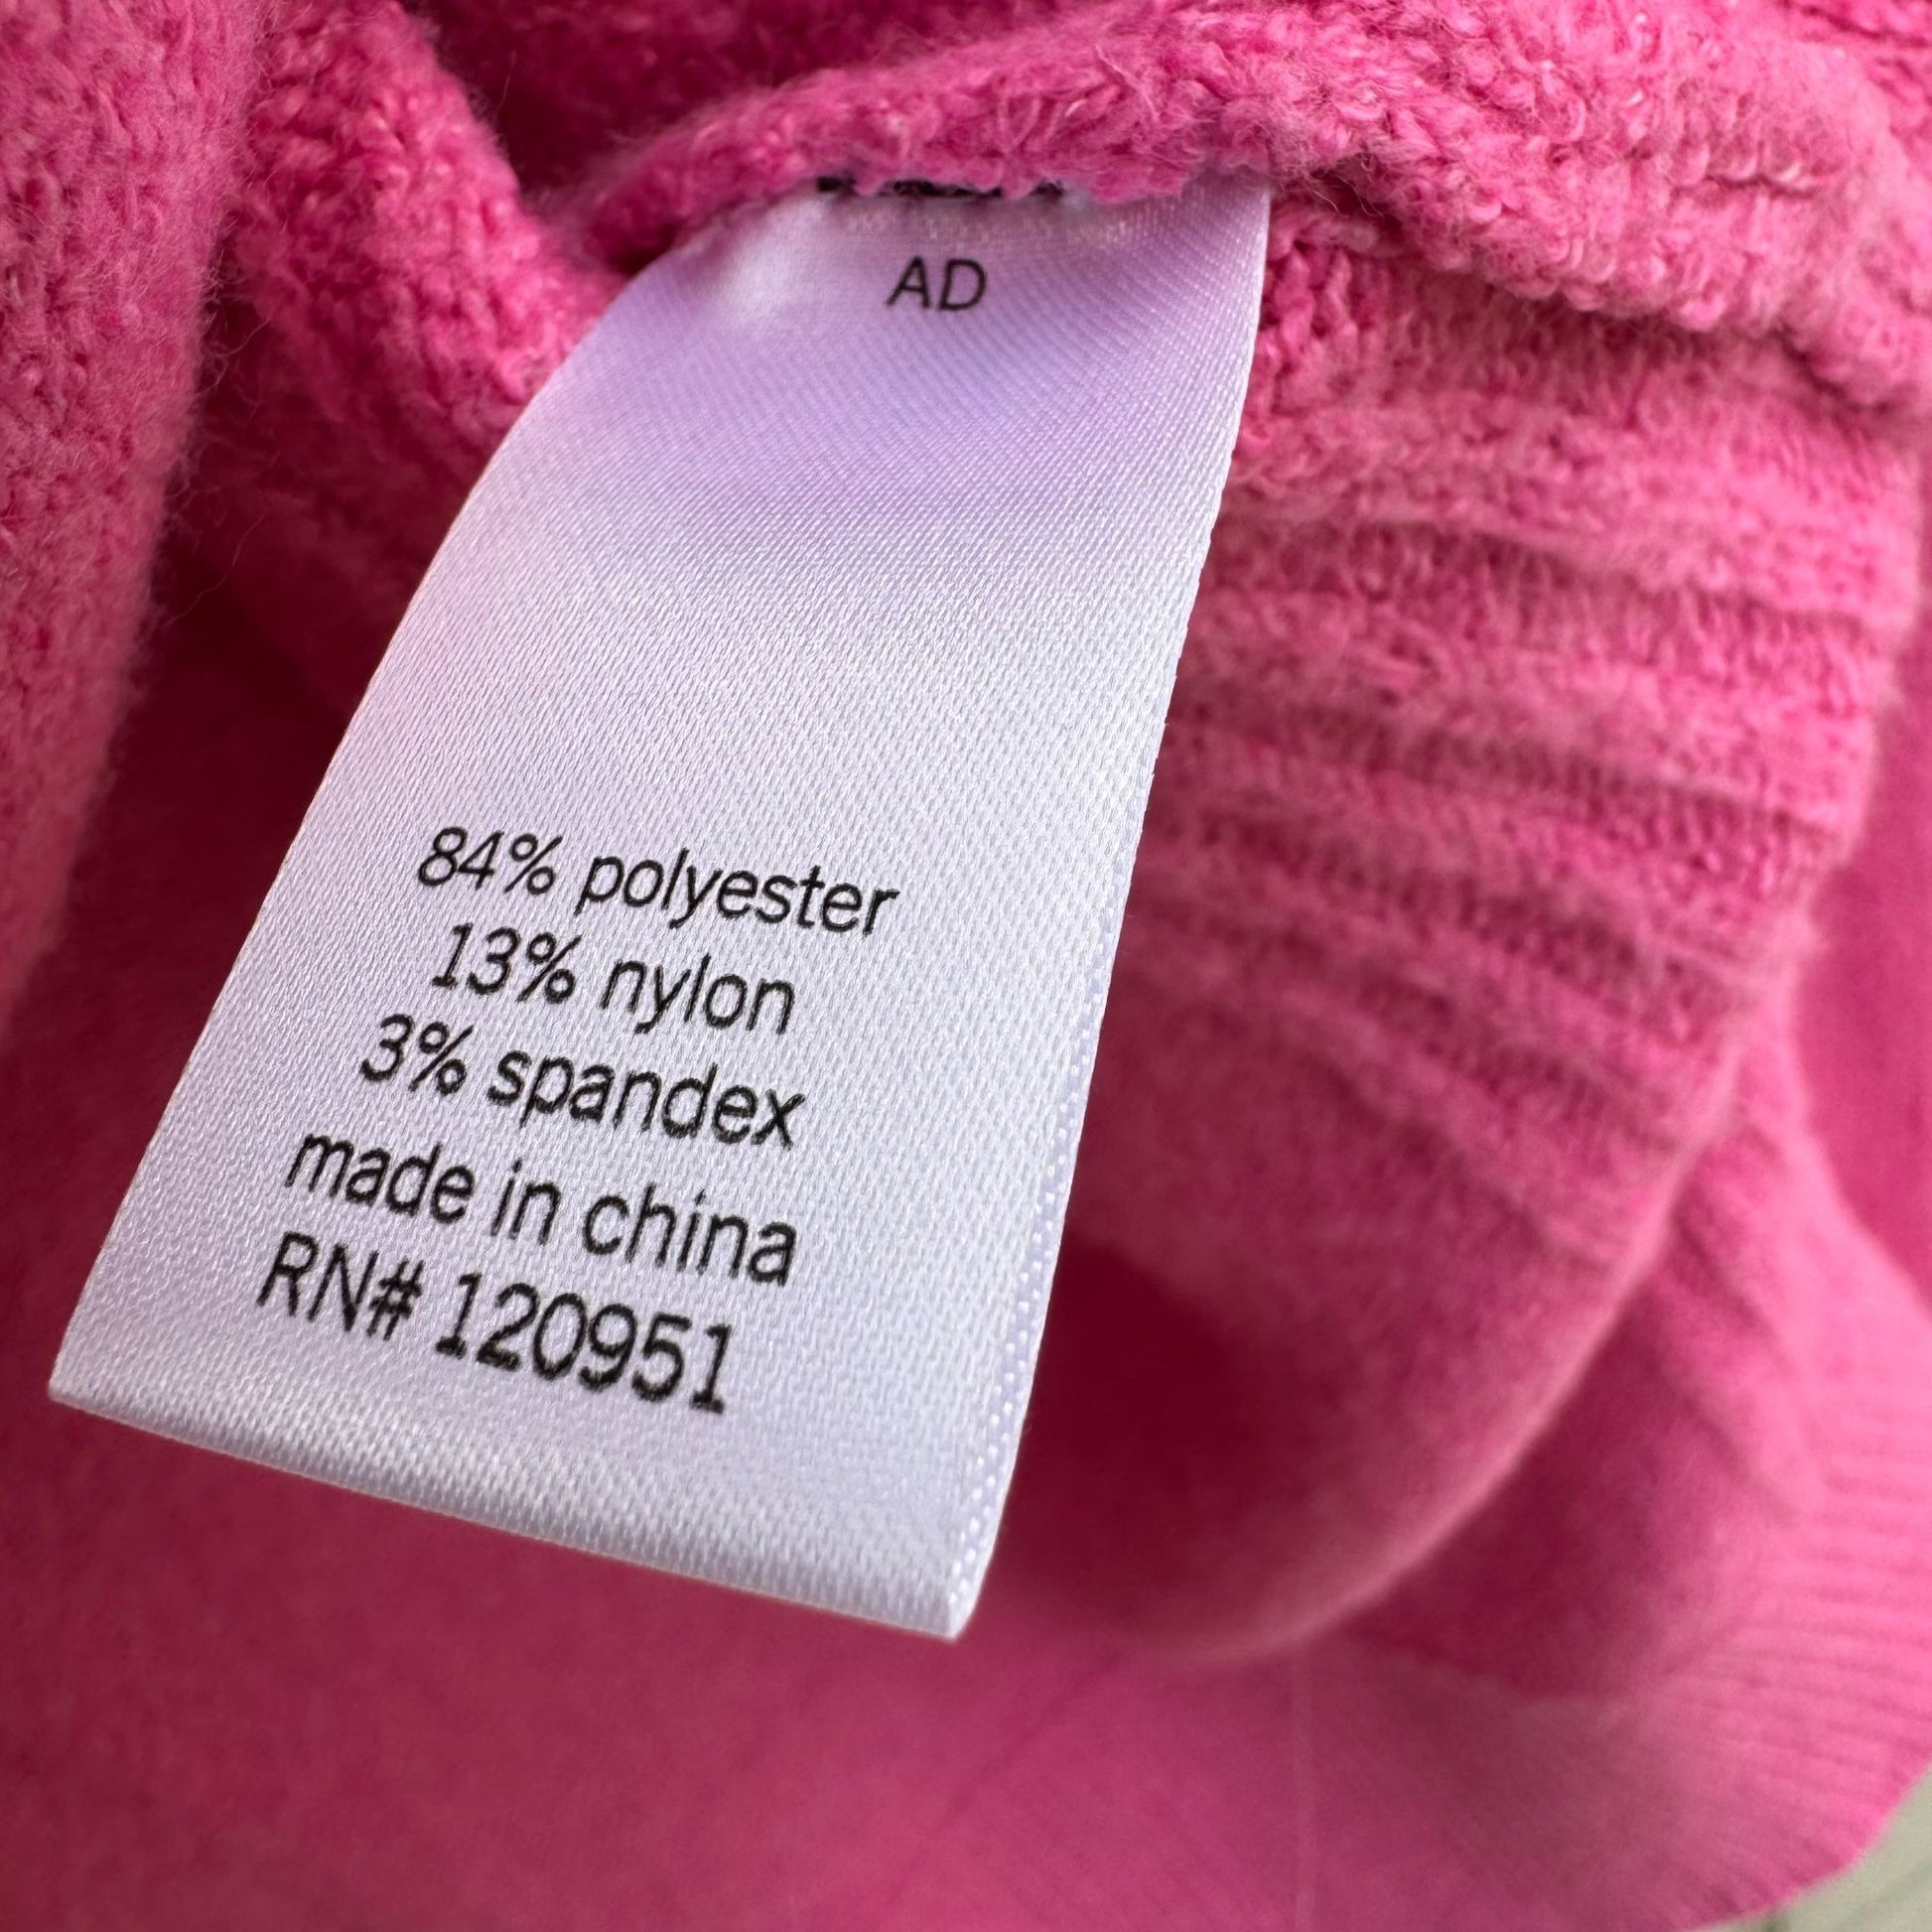 AD
84% polyester
13% nylon
3% spandex
made in china
RN# 120951